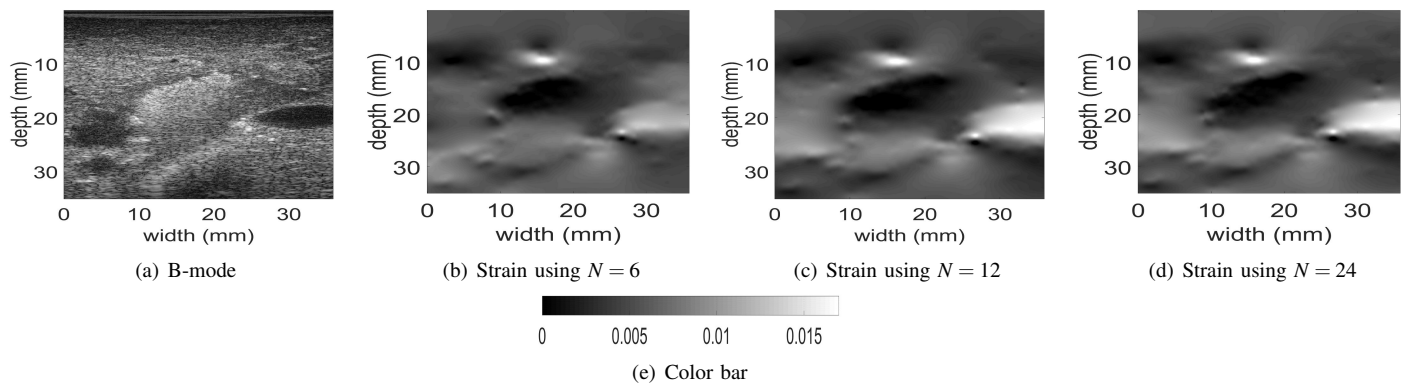 depth (mm)
10
20
30
0
10
20
30
width (mm)
(a) B-mode
depth (mm)
10
20
30
0
10
20
30
width (mm)
(b) Strain using N = 6
depth (mm)
10
20
30
0
10
20
30
width (mm)
(c) Strain using N = 12
depth (mm)
10
20
30
0
10
20
30
width (mm)
(d) Strain using N = 24
0
0.005
0.01
0.015
(e) Color bar